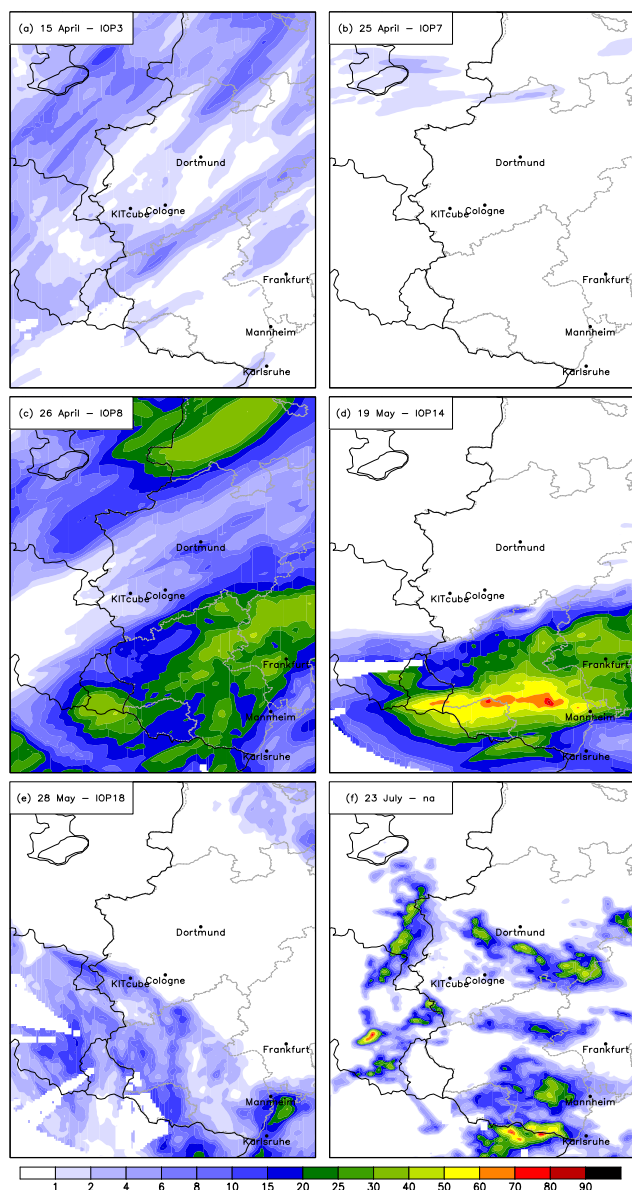 (a) 15 April – IOP3
Dortmund
KITcube
Cologne
Frankfurt
Mannheim
Karlsruhe
(b) 25 April – IOP7
Dortmund
KITcube
Cologne
Frankfurt
Mannheim
Karlsruhe
(c) 26 April – IOP8
Dortmund
KITcube
Cologne
Frankfurt
Mannheim
Karlsruhe
(d) 19 May – IOP14
Dortmund
KITcube
Cologne
Frankfurt
Mannheim
Karlsruhe
(e) 28 May – IOP18
Dortmund
KITcube
Cologne
Frankfurt
Mannheim
Karlsruhe
(f) 23 July – na
Dortmund
KITcube
Cologne
Frankfurt
Mannheim
Karlsruhe
1 2 4 6 8 10 15 20 25 30 40 50 60 70 80 90